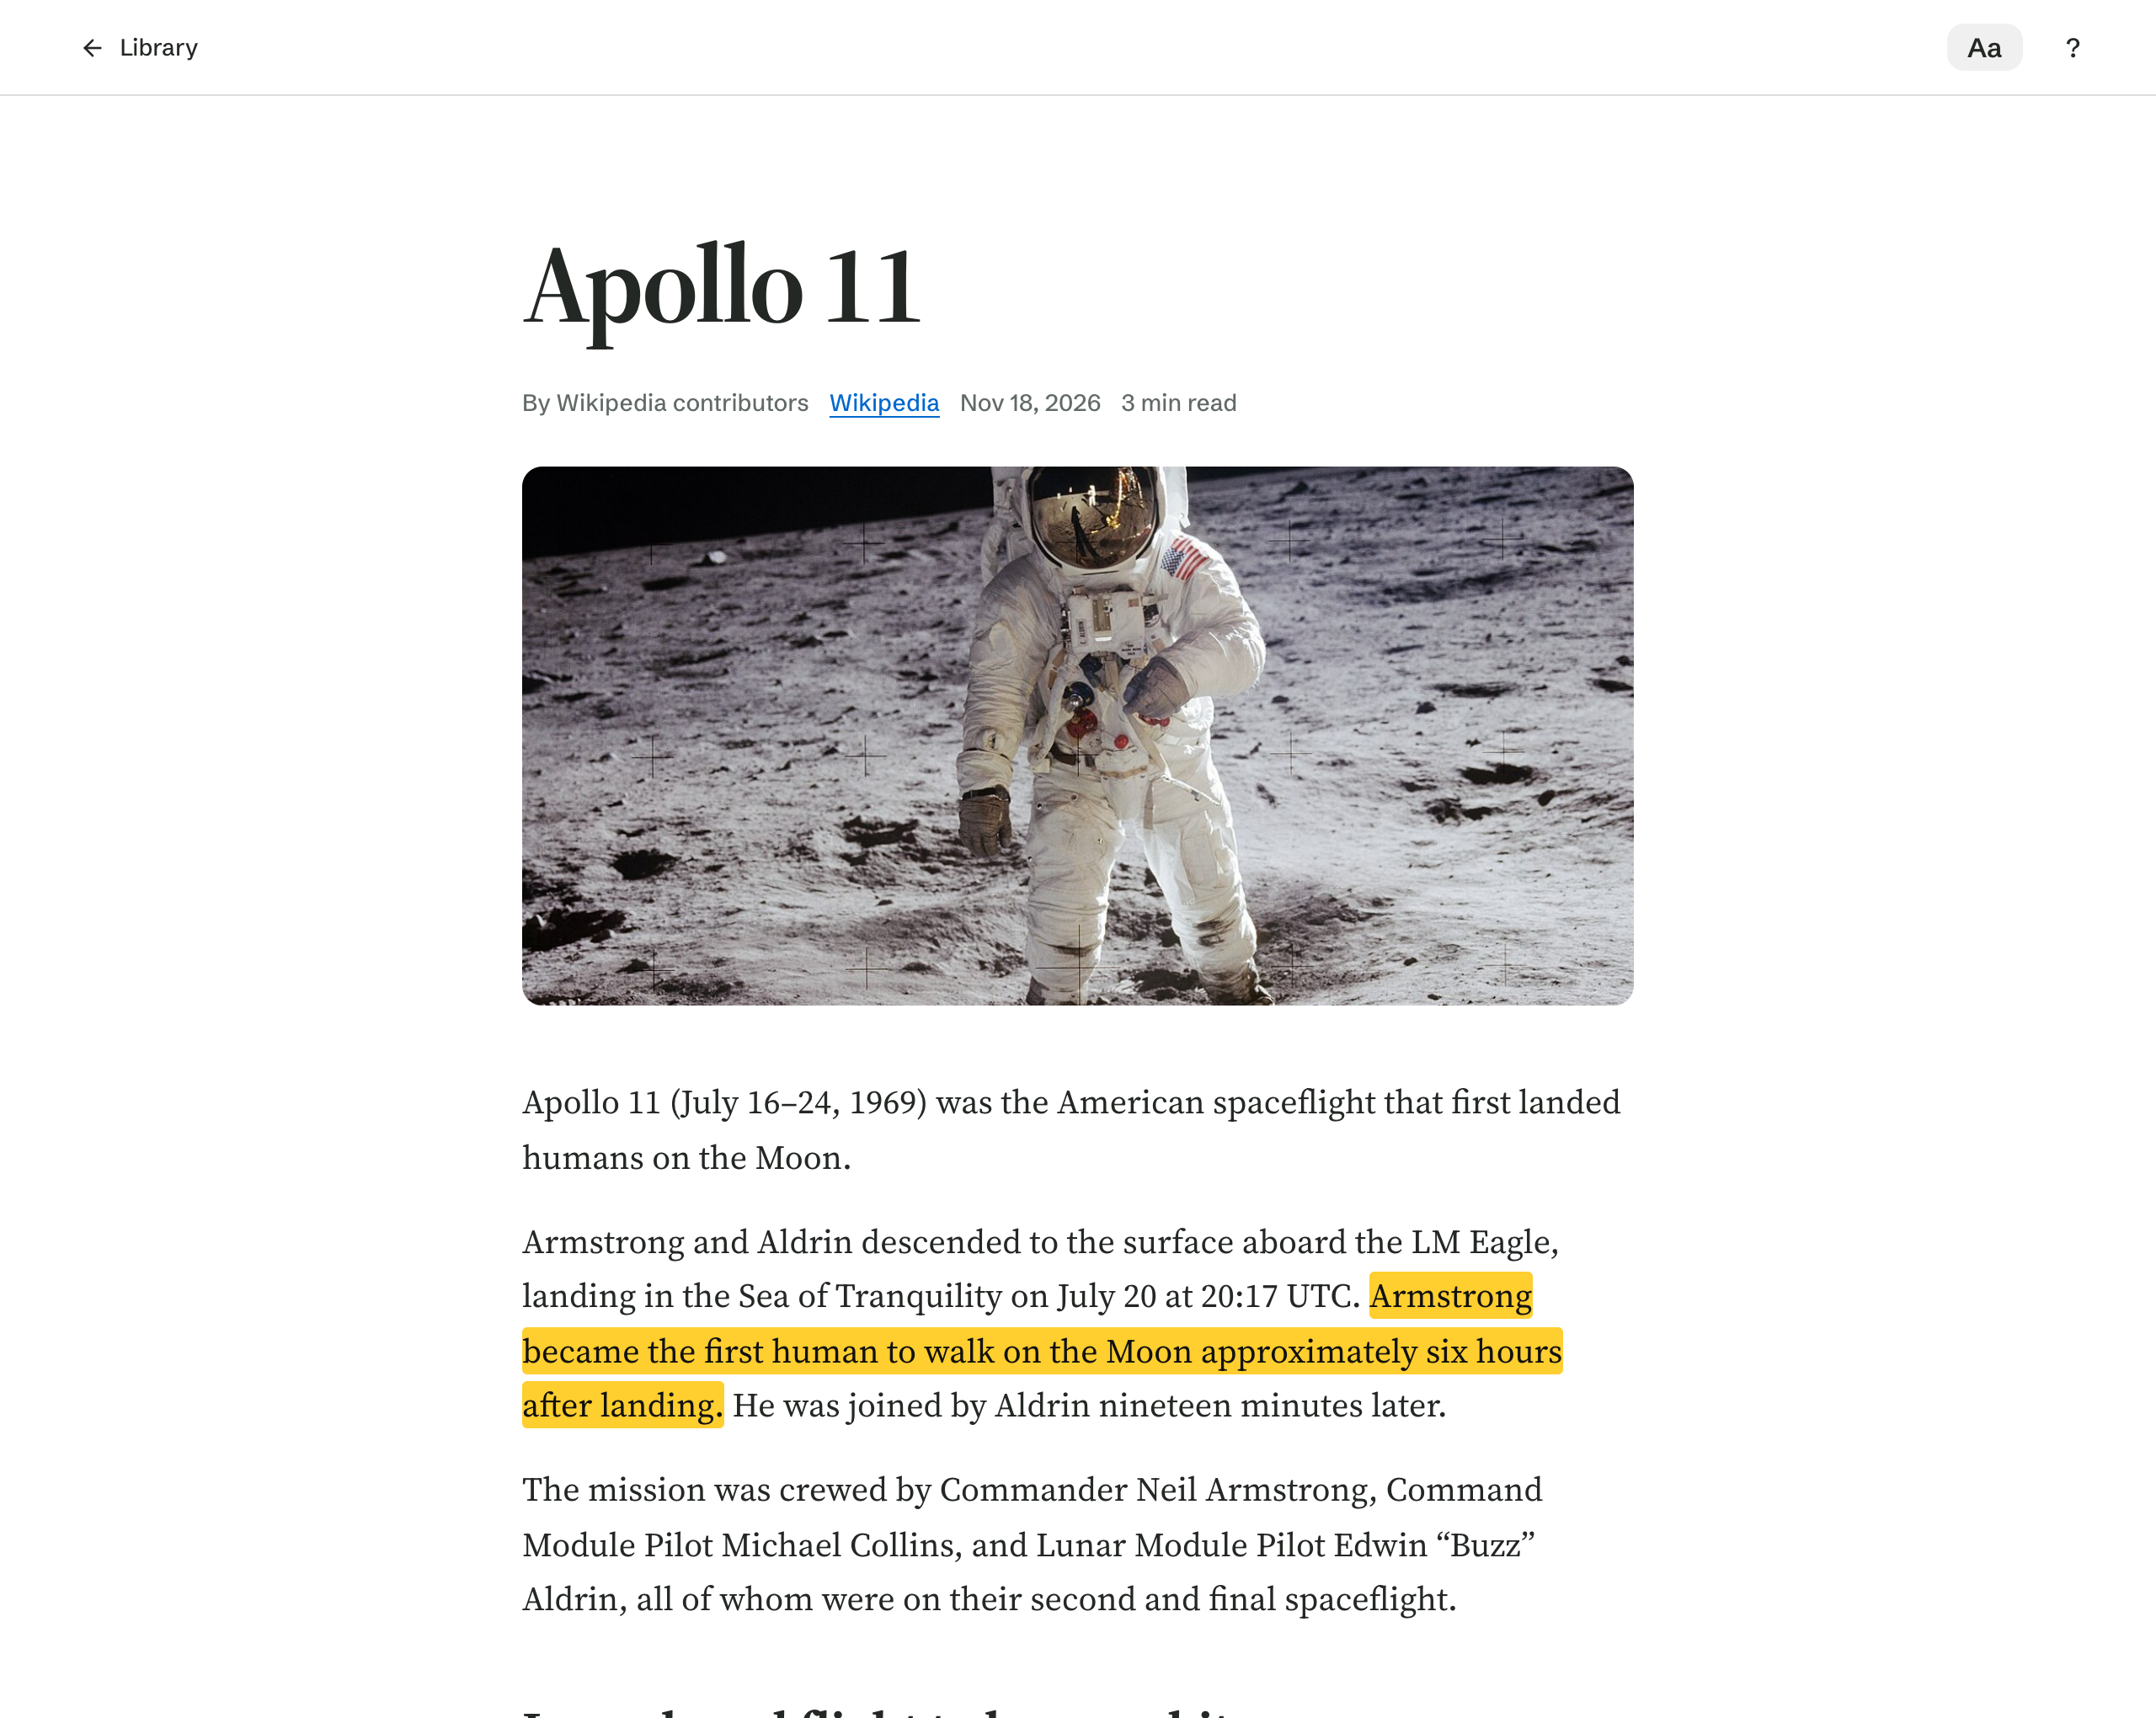 Library
Aa
?
Apollo 11
By Wikipedia contributors Wikipedia Nov 18, 2026 3 min read
Apollo 11 (July 16–24, 1969) was the American spaceflight that first landed
humans on the Moon.
Armstrong and Aldrin descended to the surface aboard the LM Eagle,
landing in the Sea of Tranquility on July 20 at 20:17 UTC. Armstrong
became the first human to walk on the Moon approximately six hours
after landing. He was joined by Aldrin nineteen minutes later.
The mission was crewed by Commander Neil Armstrong, Command
Module Pilot Michael Collins, and Lunar Module Pilot Edwin “Buzz”
Aldrin, all of whom were on their second and final spaceflight.